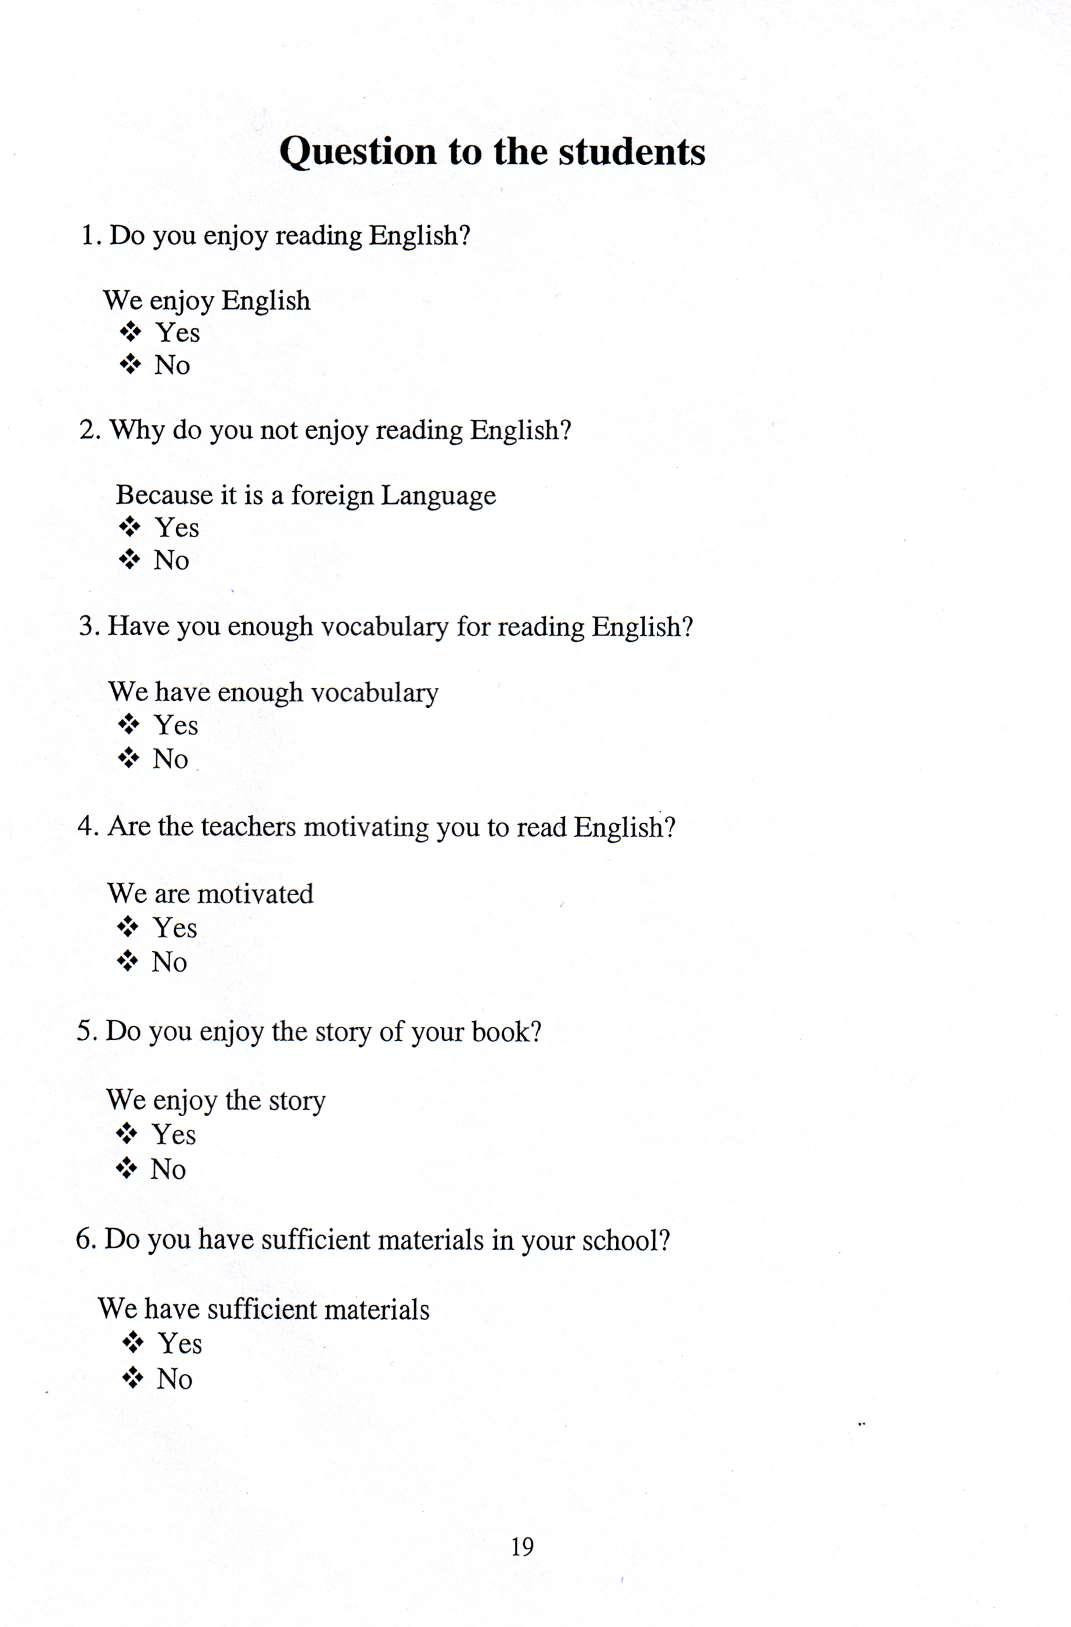 Question to the students
1. Do you enjoy reading English?
We enjoy English
❖ Yes
❖ No
2. Why do you not enjoy reading English?
Because it is a foreign Language
❖ Yes
❖ No
3. Have you enough vocabulary for reading English?
We have enough vocabulary
❖ Yes
❖ No
4. Are the teachers motivating you to read English?
We are motivated
❖ Yes
❖ No
5. Do you enjoy the story of your book?
We enjoy the story
❖ Yes
❖ No
6. Do you have sufficient materials in your school?
We have sufficient materials
❖ Yes
❖ No
19